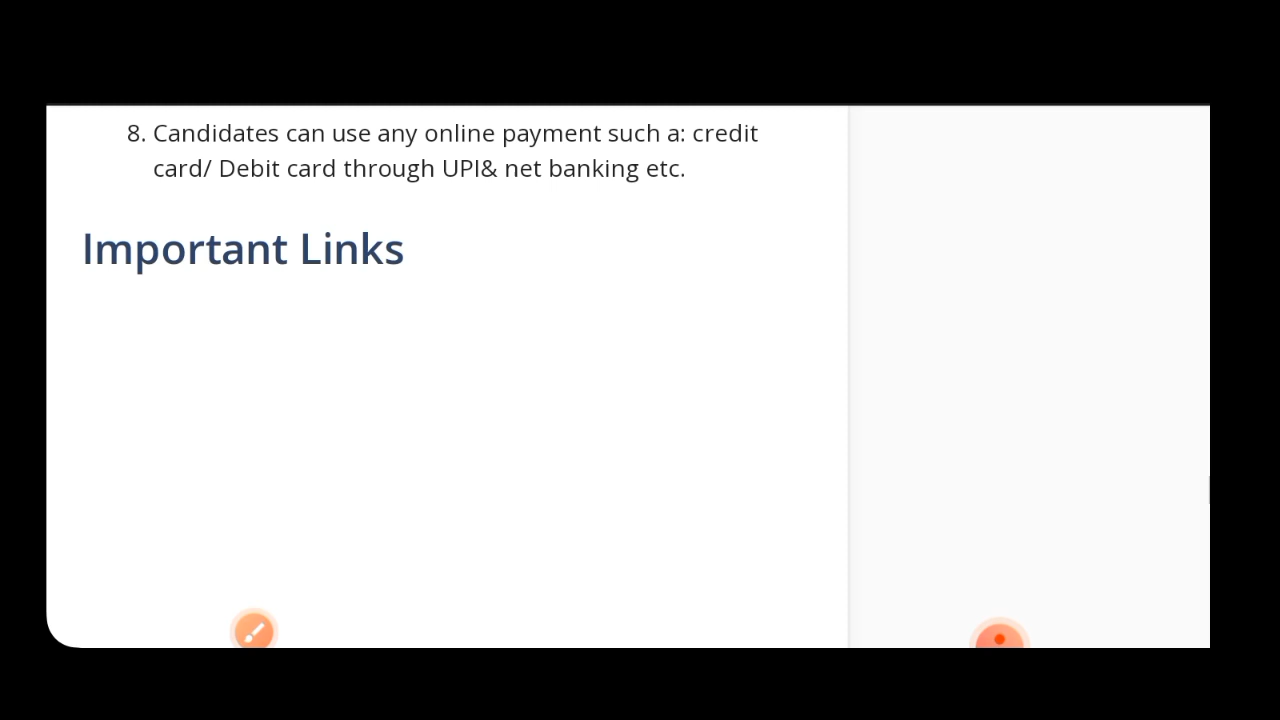 8. Candidates can use any online payment such a: credit
card/ Debit card through UPI& net banking etc.
Important Links